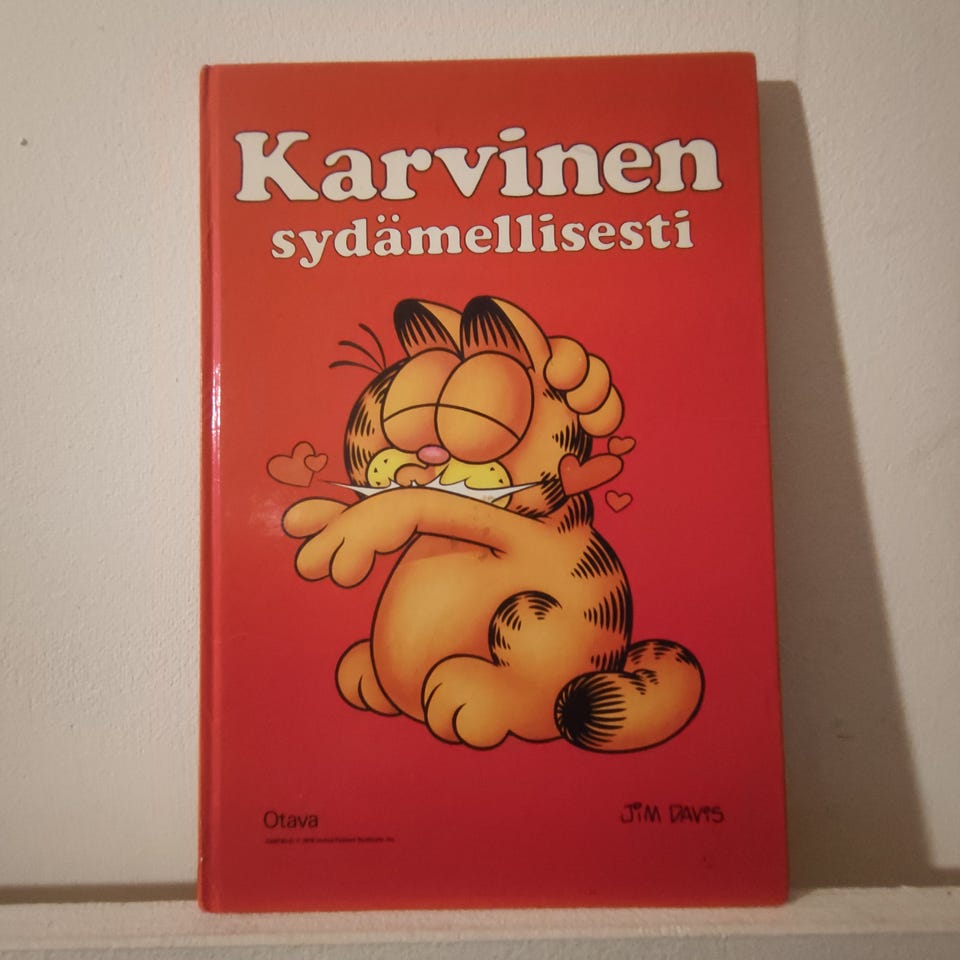 Karvinen
sydämellisesti
Otava
JIM DAVIS